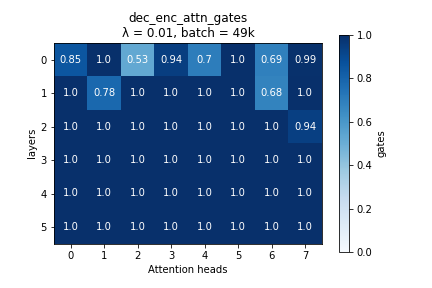 dec_enc_attn_gates
λ = 0.01, batch = 49k
0 0.85 1.0 0.53 0.94 0.7 1.0 0.69 0.99
1 1.0 0.78 1.0 1.0 1.0 1.0 0.68 1.0
2 1.0 1.0 1.0 1.0 1.0 1.0 1.0 0.94
3 1.0 1.0 1.0 1.0 1.0 1.0 1.0 1.0
4 1.0 1.0 1.0 1.0 1.0 1.0 1.0 1.0
5 1.0 1.0 1.0 1.0 1.0 1.0 1.0 1.0
0 1 2 3 4 5 6 7
Attention heads
layers
1.0
0.8
0.6
0.4
0.2
0.0
gates